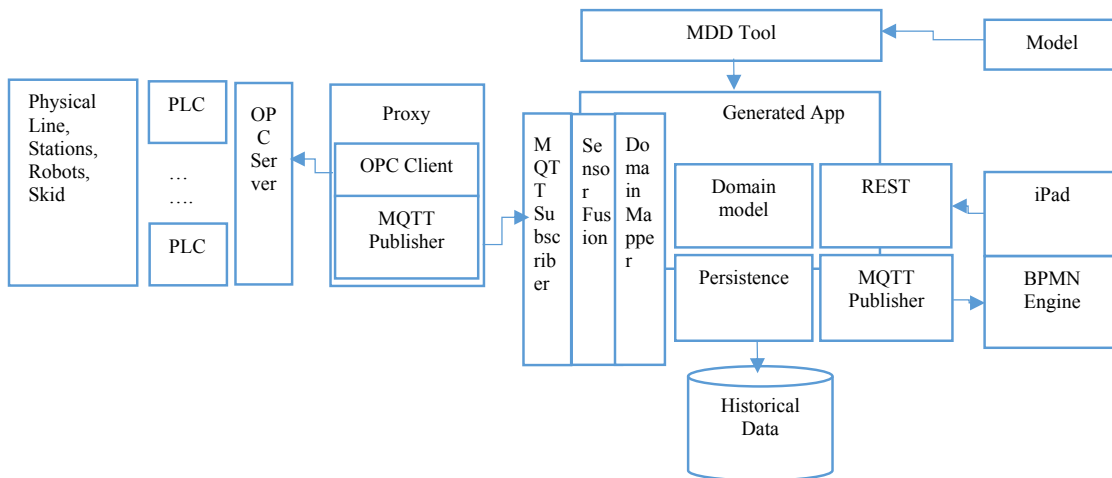 MDD Tool
Model
Physical
Line,
Stations,
Robots,
Skid
PLC
…
….
PLC
OP
C
Ser
ver
Proxy
OPC Client
MQTT
Publisher
M
QT
T
Su
bsc
rib
er
Se
nso
r
Fus
ion
Do
ma
in
Ma
ppe
r
Generated App
Domain
model
REST
Persistence
MQTT
Publisher
iPad
BPMN
Engine
Historical
Data